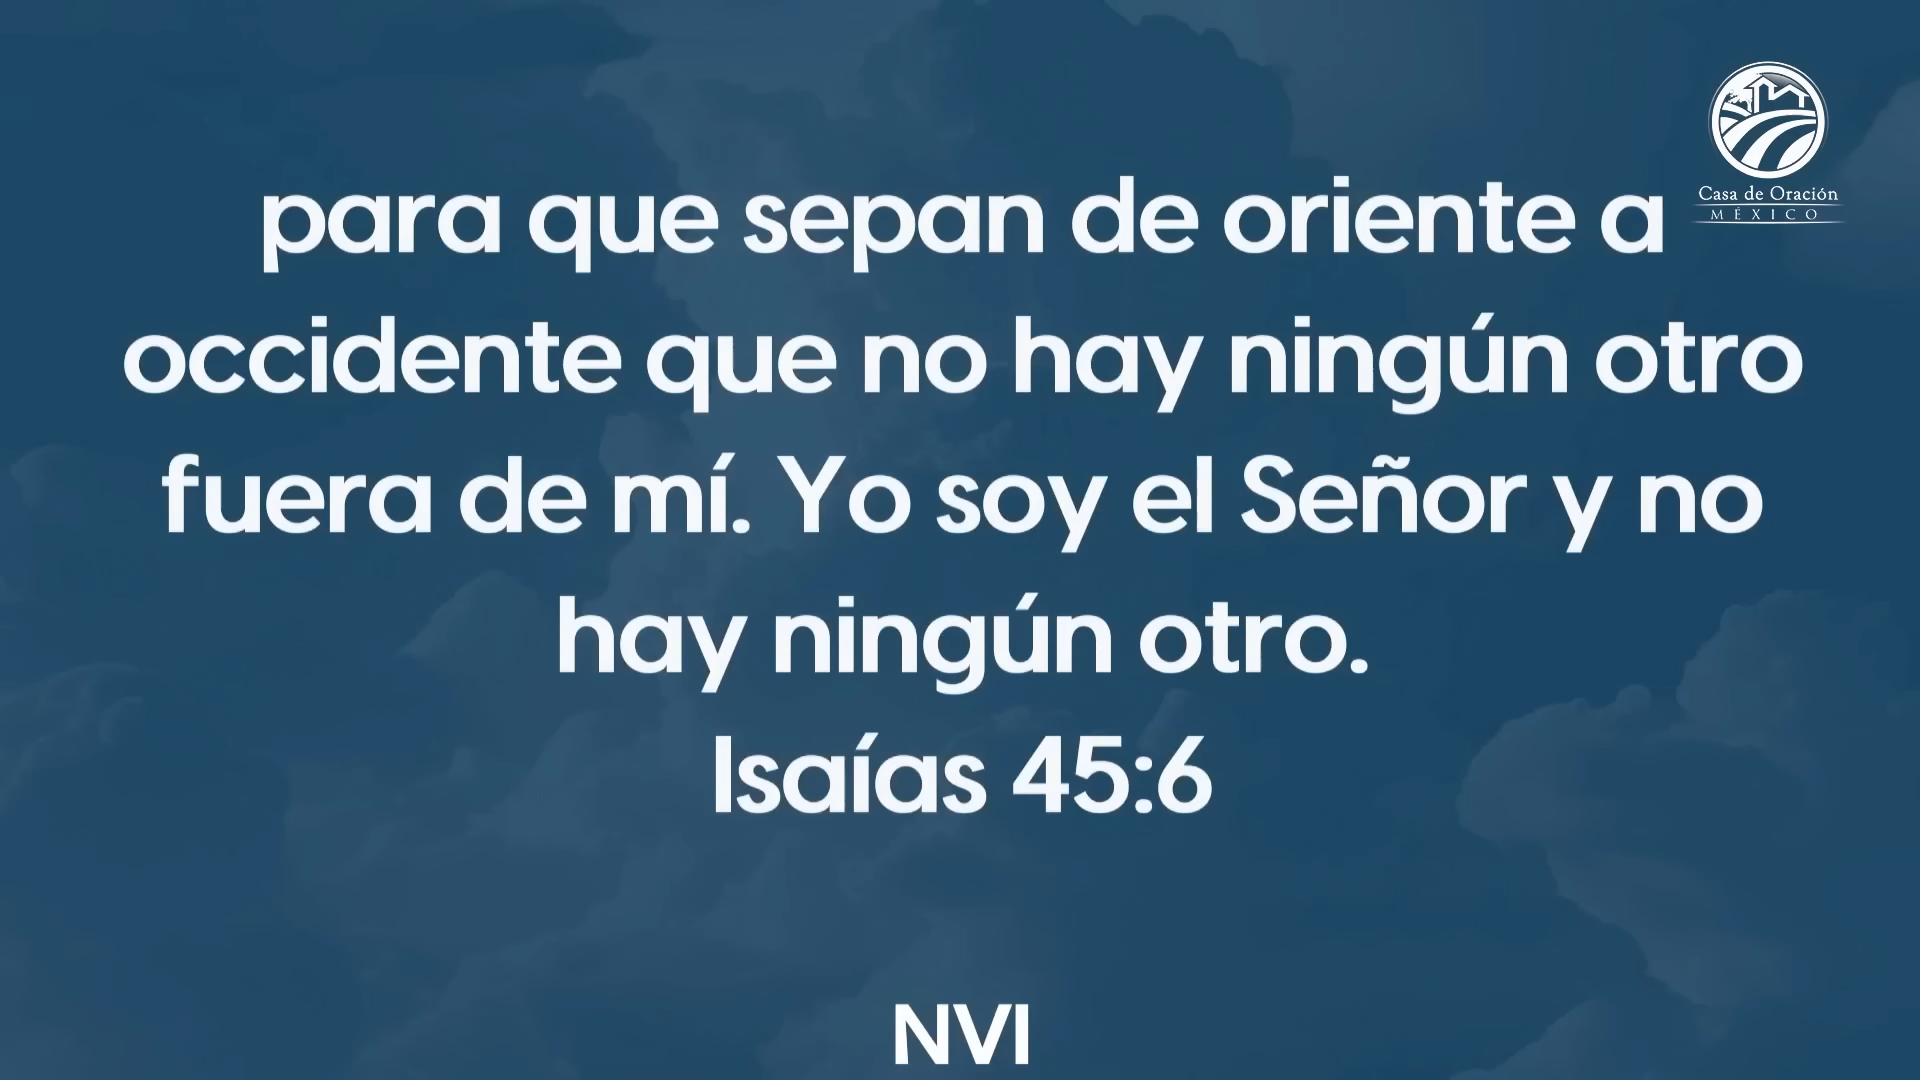 para que sepan de oriente a
occidente que no hay ningún otro
fuera de mí. Yo soy el Señor y no
hay ningún otro.
Isaías 45:6
NVI
Casa de Oración
MÉXICO